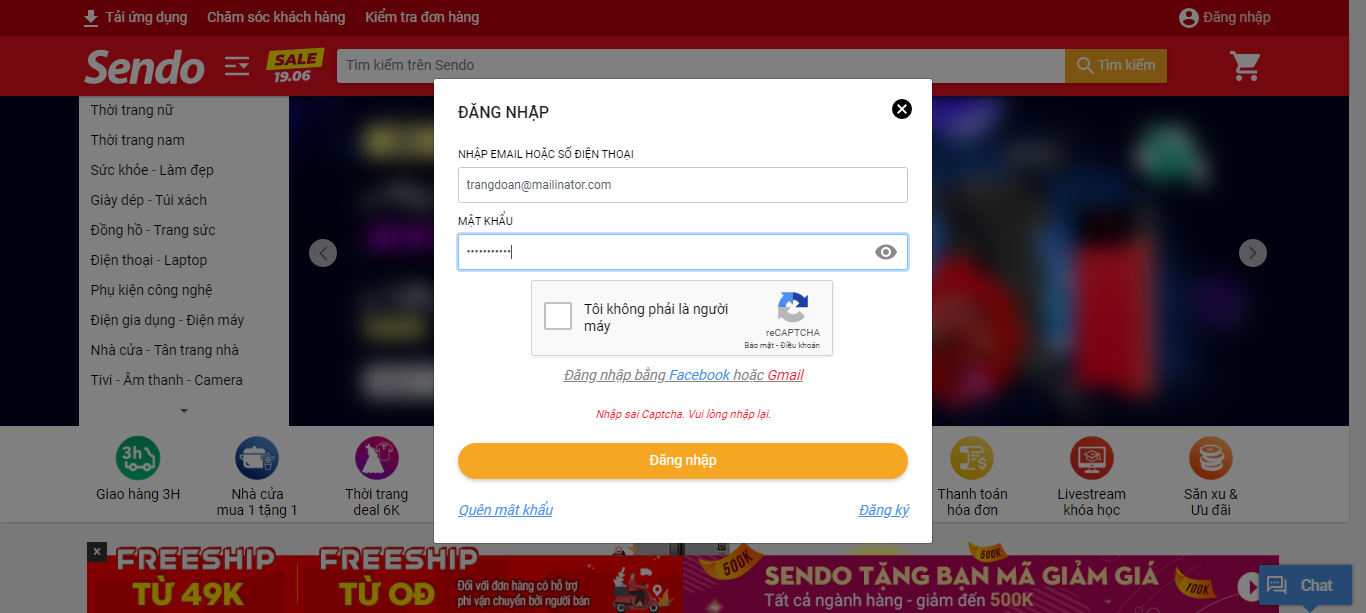 Tải ứng dụng Chăm sóc khách hàng Kiểm tra đơn hàng Đăng nhập
Sendo SALE 19.06 Tìm kiếm trên Sendo Tìm kiếm
Thời trang nữ
Thời trang nam
Sức khỏe - Làm đẹp
Giày dép - Túi xách
Đồng hồ - Trang sức
Điện thoại - Laptop
Phụ kiện công nghệ
Điện gia dụng - Điện máy
Nhà cửa - Tân trang nhà
Tivi - Âm thanh - Camera
ĐĂNG NHẬP
NHẬP EMAIL HOẶC SỐ ĐIỆN THOẠI
trangdoan@mailinator.com
MẬT KHẨU
•••••••••••
Tôi không phải là người
máy
reCAPTCHA
Bảo mật - Điều khoản
Đăng nhập bằng Facebook hoặc Gmail
Nhập sai Captcha. Vui lòng nhập lại.
Đăng nhập
Quên mật khẩu Đăng ký
3h
Giao hàng 3H
Nhà cửa
mua 1 tặng 1
Thời trang
deal 6K
Thanh toán
hóa đơn
Livestream
khóa học
Săn xu &
Ưu đãi
FREESHIP
TỪ 49K
FREESHIP
TỪ 0Đ
Đối với đơn hàng có hỗ trợ
phí vận chuyển bởi người bán
500K
500K
SENDO TẶNG BẠN MÃ GIẢM GIÁ
Tất cả ngành hàng - giảm đến 500K
100K
Chat